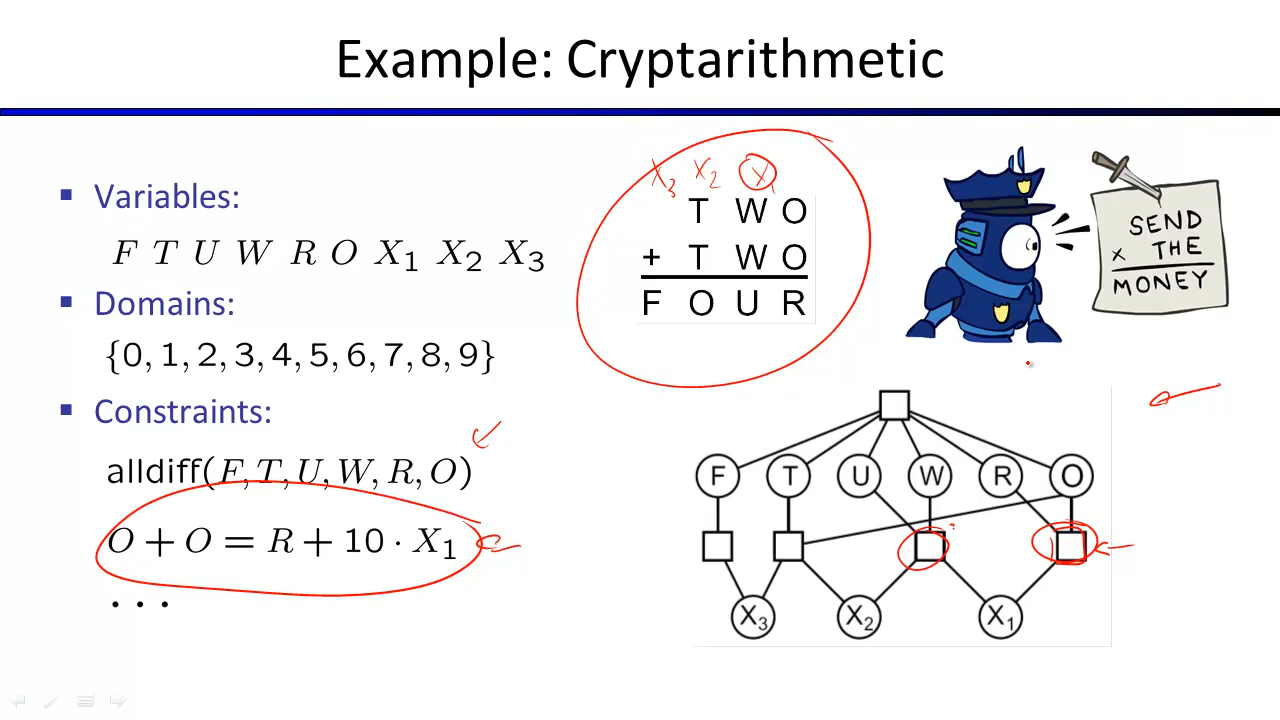 Example: Cryptarithmetic
Variables:
F T U W R O X₁ X₂ X₃
Domains:
{0, 1, 2, 3, 4, 5, 6, 7, 8, 9}
Constraints:
alldiff(F, T, U, W, R, O)
O + O = R + 10 · X₁
. . .
X₃ X₂ X₁
T W O
+ T W O
F O U R
SEND
x THE
MONEY
F T U W R O
X₃ X₂ X₁